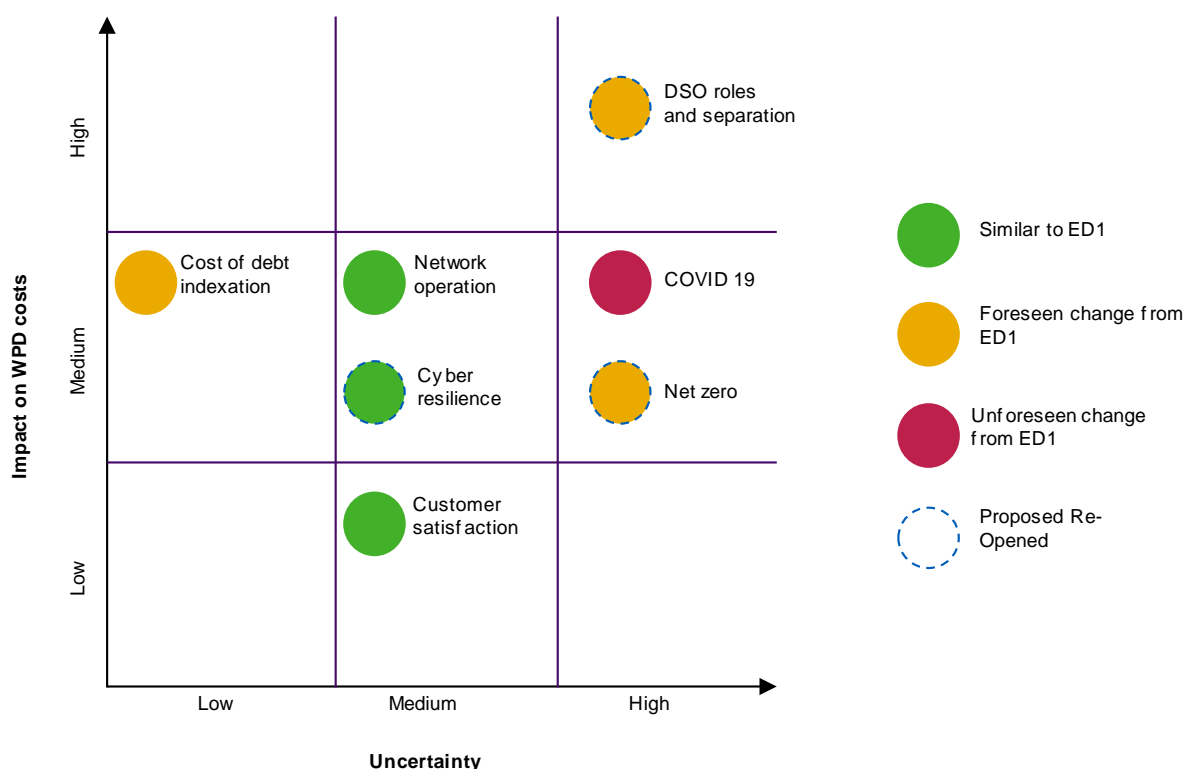 High
DSO roles
and separation
Similar to ED1
Cost of debt
indexation
Network
operation
COVID 19
Foreseen change from
ED1
Impact on WPD costs
Medium
Cyber
resilience
Net zero
Unforeseen change
from ED1
Customer
satisfaction
Proposed Re-
Opened
Low
Low
Medium
High
Uncertainty